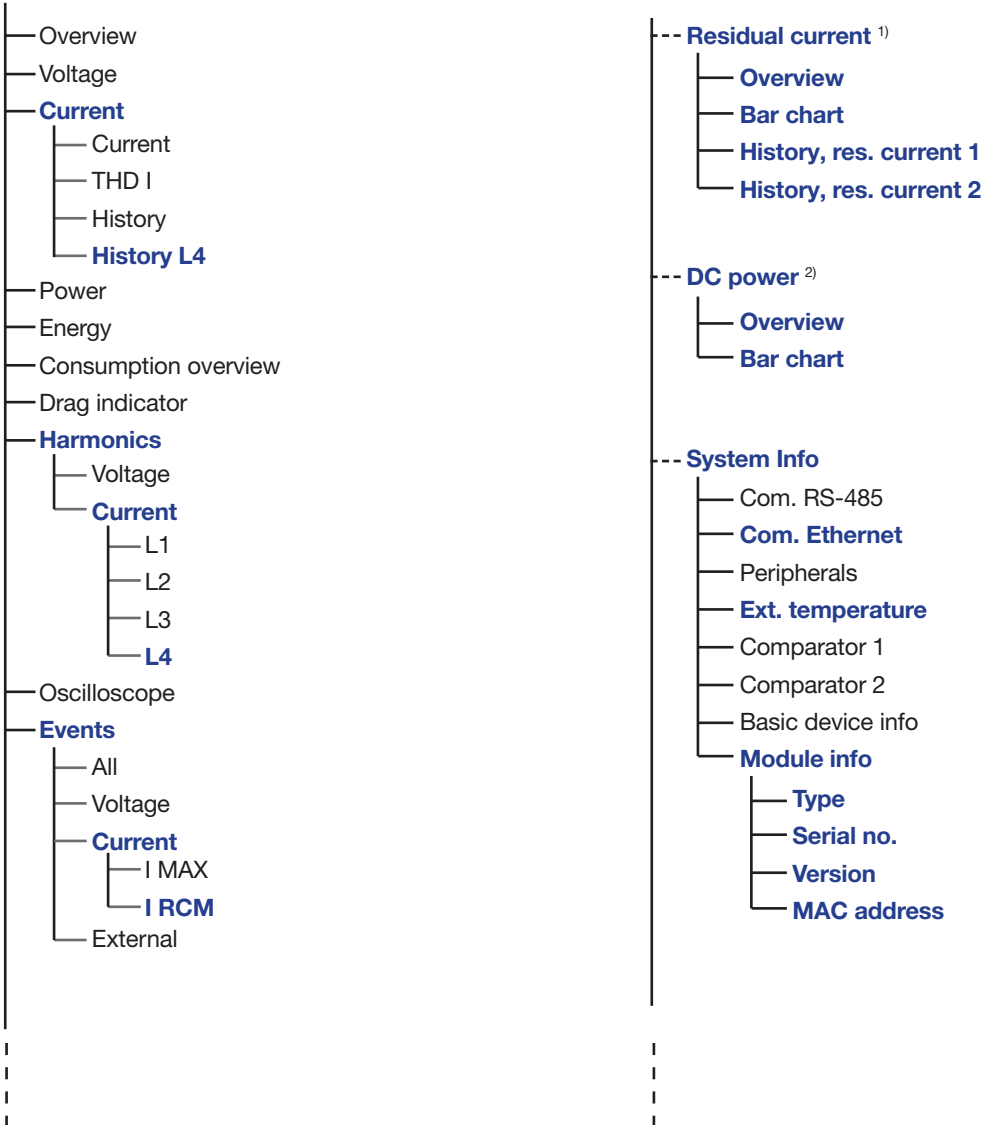 Overview
Voltage
Current
Current
THD I
History
History L4
Power
Energy
Consumption overview
Drag indicator
Harmonics
Voltage
Current
L1
L2
L3
L4
Oscilloscope
Events
All
Voltage
Current
I MAX
I RCM
External
Residual current 1)
Overview
Bar chart
History, res. current 1
History, res. current 2
DC power 2)
Overview
Bar chart
System Info
Com. RS-485
Com. Ethernet
Peripherals
Ext. temperature
Comparator 1
Comparator 2
Basic device info
Module info
Type
Serial no.
Version
MAC address